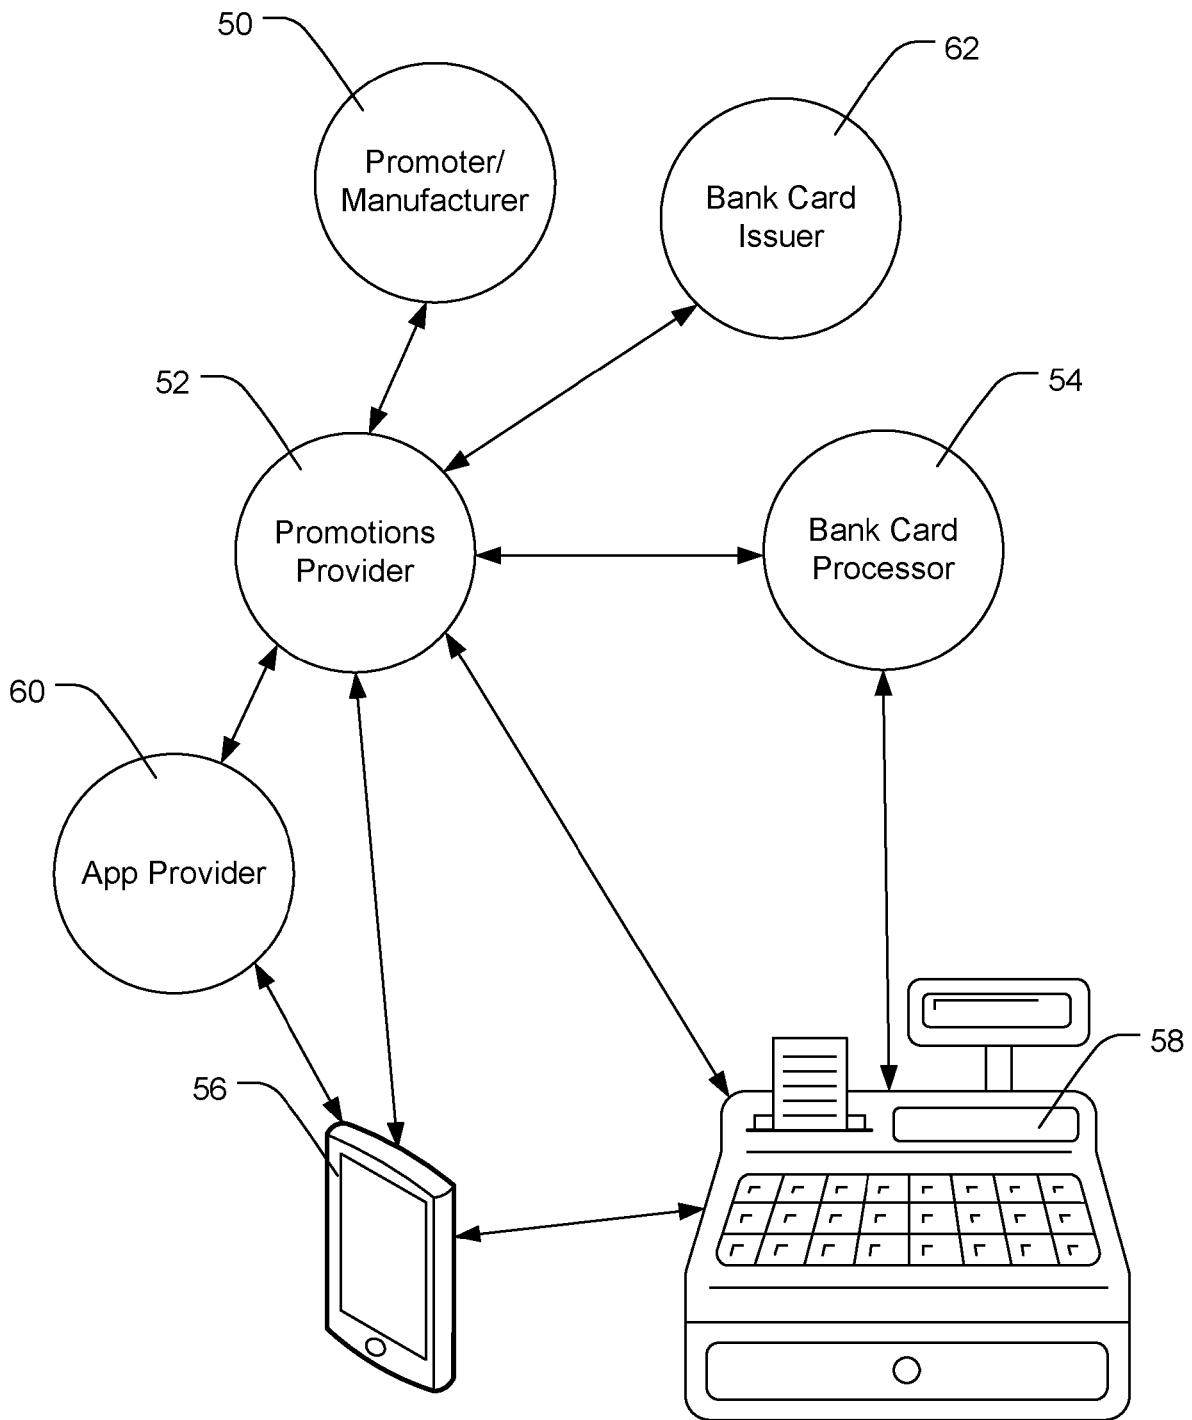 50
62
Promoter/
Manufacturer
Bank Card
Issuer
52
54
Promotions
Provider
Bank Card
Processor
60
App Provider
56
58